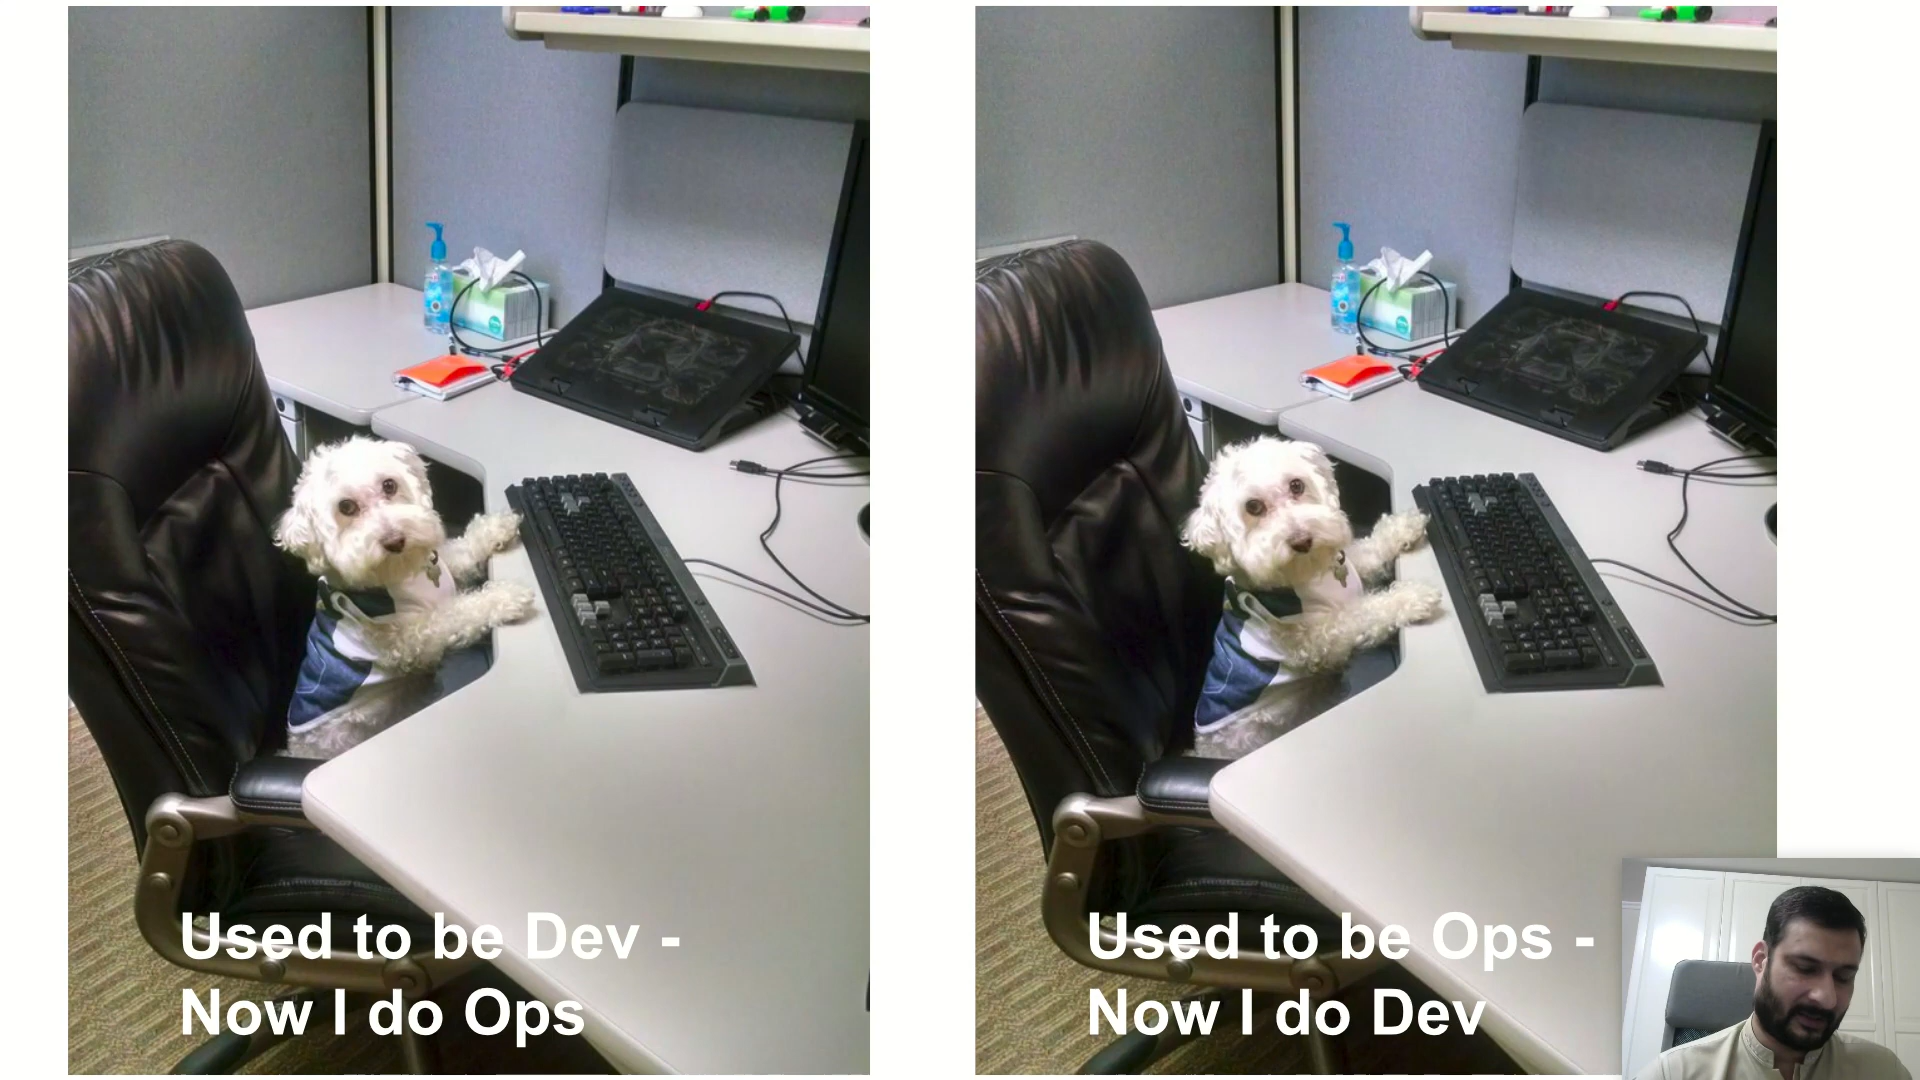 Used to be Dev -
Now I do Ops
Used to be Ops -
Now I do Dev